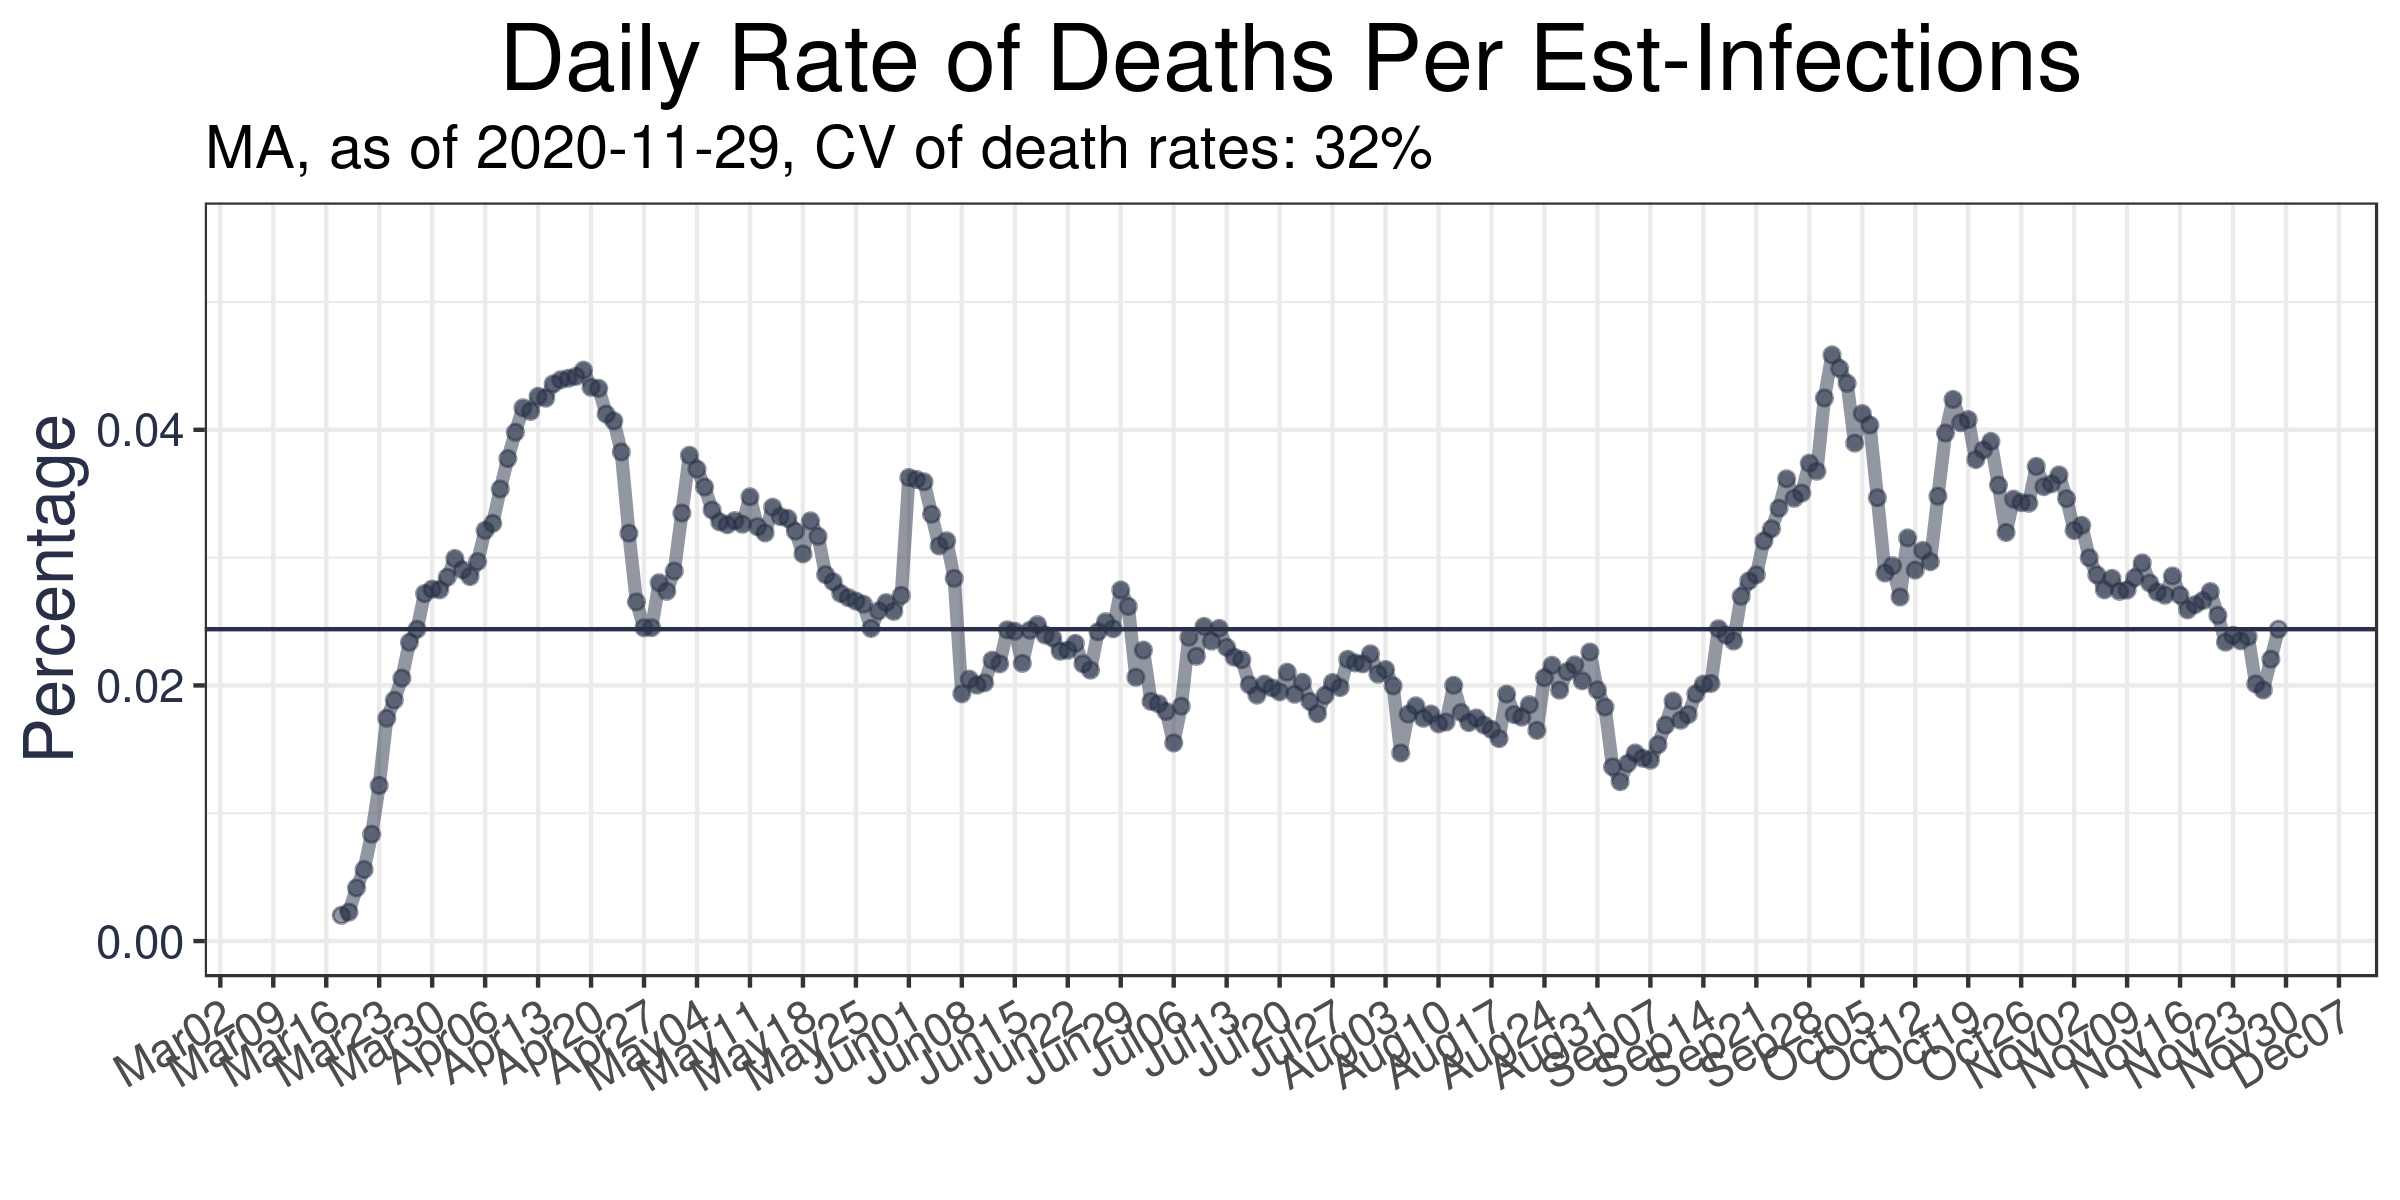 Daily Rate of Deaths Per Est-Infections
MA, as of 2020-11-29, CV of death rates: 32%
Percentage
0.04
0.02
0.00
Mar02
Mar09
Mar16
Mar23
Mar30
Apr06
Apr13
Apr20
Apr27
May04
May11
May18
May25
Jun01
Jun08
Jun15
Jun22
Jun29
Jul06
Jul13
Jul20
Jul27
Aug03
Aug10
Aug17
Aug24
Aug31
Sep07
Sep14
Sep21
Sep28
Oct05
Oct12
Oct19
Oct26
Nov02
Nov09
Nov16
Nov23
Nov30
Dec07